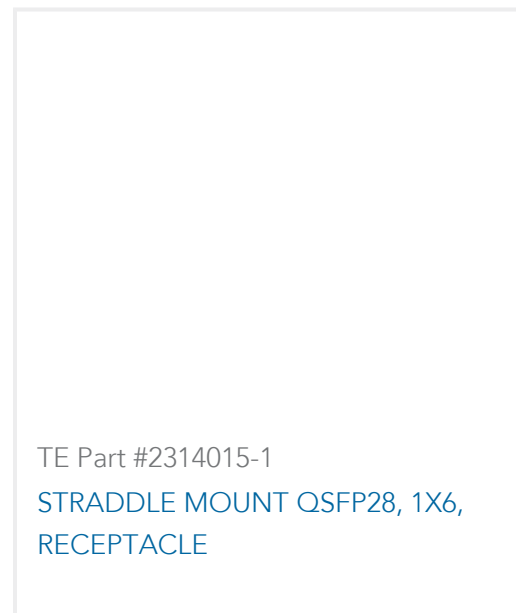 TE Part #2314015-1
STRADDLE MOUNT QSFP28, 1X6,
RECEPTACLE